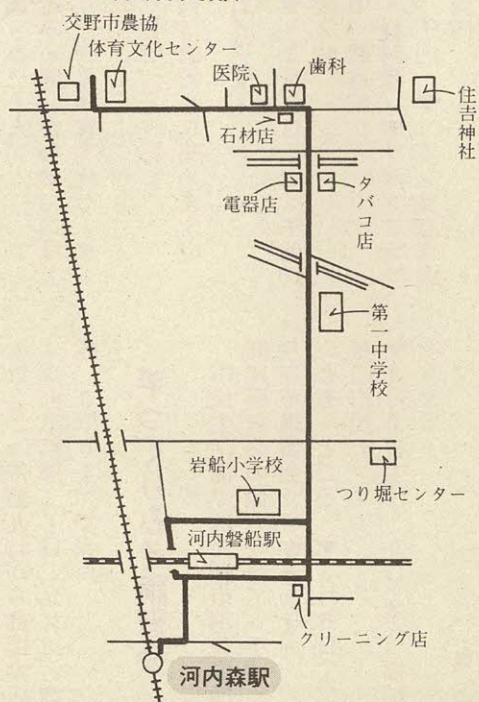 交野市農協
体育文化センター
医院
歯科
住吉神社
石材店
電器店
タバコ店
第一中学校
岩船小学校
つり堀センター
河内磐船駅
クリーニング店
河内森駅